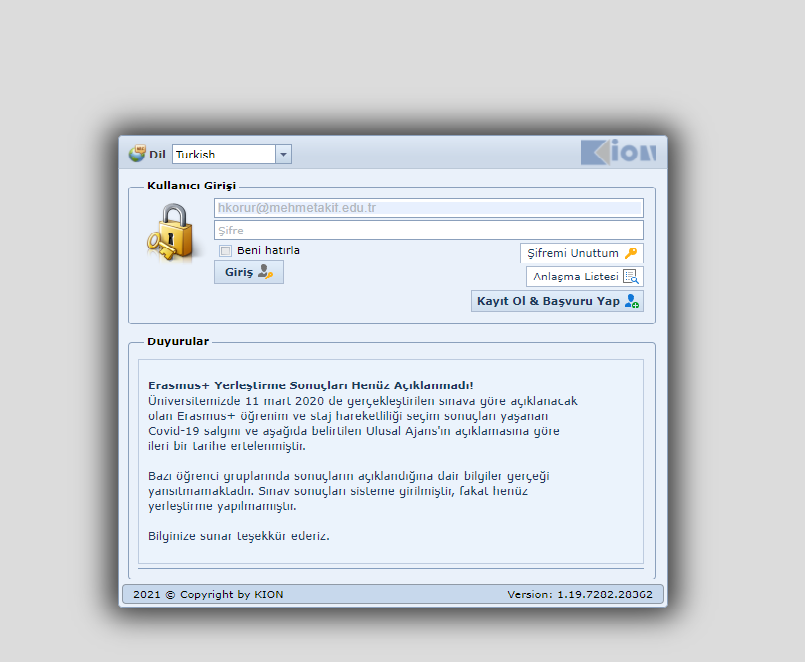 Dil
Turkish
KION
Kullanıcı Girişi
hkorur@mehmetakif.edu.tr
Şifre
Beni hatırla
Şifremi Unuttum
Giriş
Anlaşma Listesi
Kayıt Ol & Başvuru Yap
Duyurular
Erasmus+ Yerleştirme Sonuçları Henüz Açıklanmadı!
Üniversitemizde 11 mart 2020 de gerçekleştirilen sınava göre açıklanacak
olan Erasmus+ öğrenim ve staj hareketliliği seçim sonuçları yaşanan
Covid-19 salgını ve aşağıda belirtilen Ulusal Ajans'ın açıklamasına göre
ileri bir tarihe ertelenmiştir.
Bazı öğrenci gruplarında sonuçların açıklandığına dair bilgiler gerçeği
yansıtmamaktadır. Sınav sonuçları sisteme girilmiştir, fakat henüz
yerleştirme yapılmamıştır.
Bilginize sunar teşekkür ederiz.
2021 © Copyright by KION
Version: 1.19.7282.28362